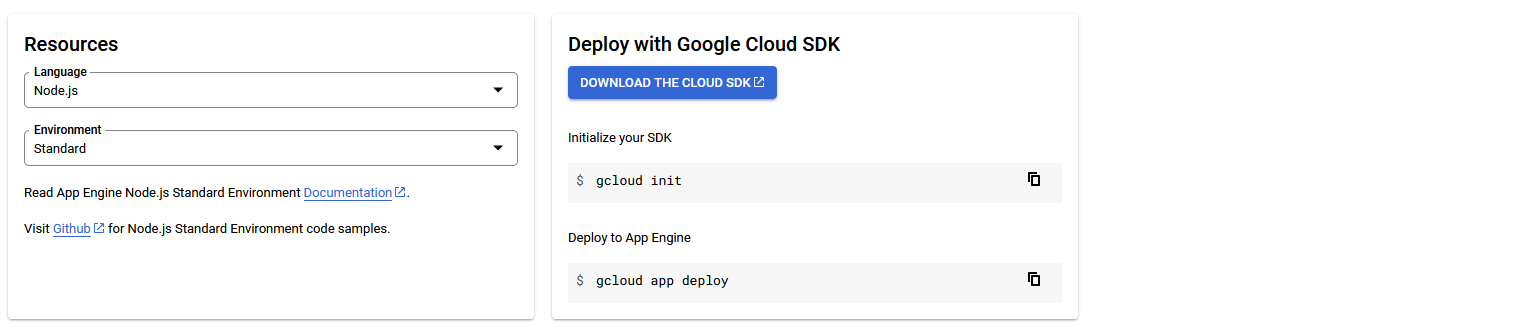 Resources
Language
Node.js
Environment
Standard
Read App Engine Node.js Standard Environment Documentation.
Visit Github for Node.js Standard Environment code samples.
Deploy with Google Cloud SDK
DOWNLOAD THE CLOUD SDK
Initialize your SDK
$ gcloud init
Deploy to App Engine
$ gcloud app deploy